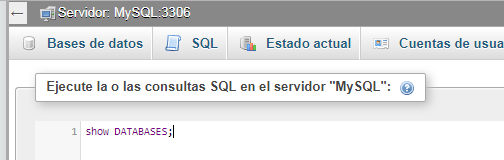 Servidor: MySQL:3306
Bases de datos SQL Estado actual Cuentas de usua
Ejecute la o las consultas SQL en el servidor "MySQL":
1 show DATABASES;